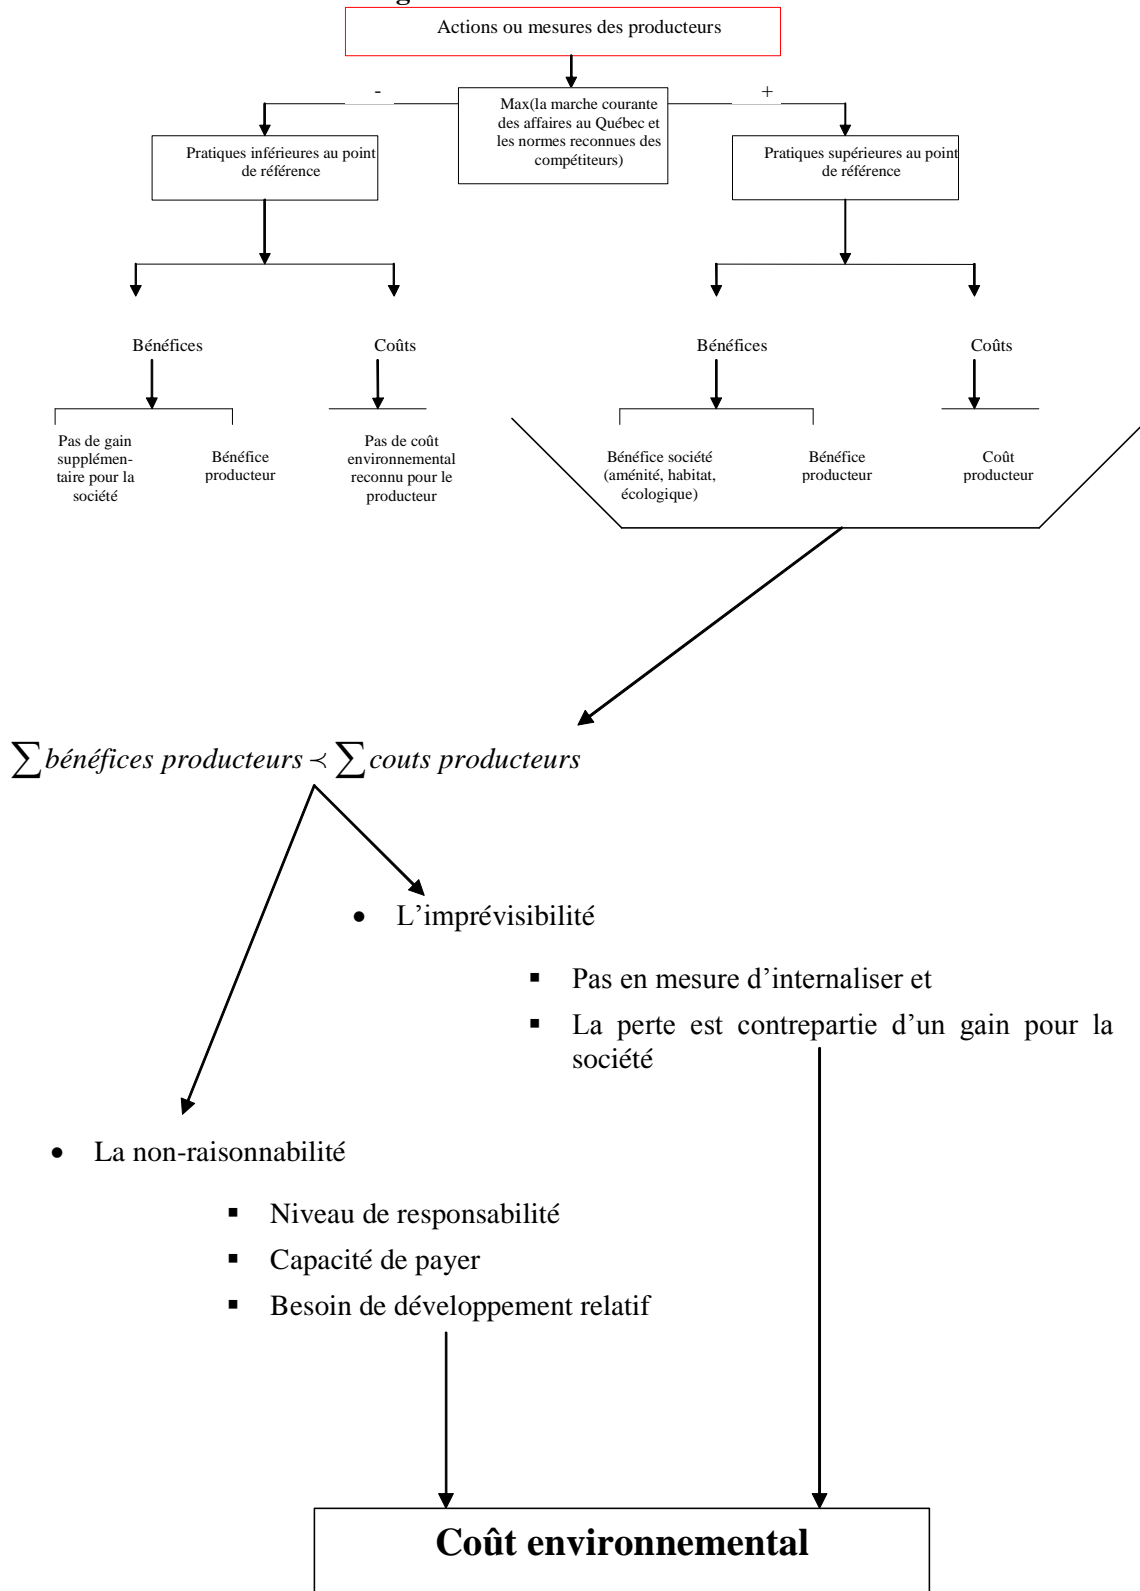 Actions ou mesures des producteurs
-
+
Max(la marche courante
des affaires au Québec et
les normes reconnues des
compétiteurs)
Pratiques inférieures au point
de référence
Pratiques supérieures au point
de référence
Bénéfices
Coûts
Bénéfices
Coûts
Pas de gain
supplémen-
taire pour la
société
Bénéfice
producteur
Pas de coût
environnemental
reconnu pour le
producteur
Bénéfice société
(aménité, habitat,
écologique)
Bénéfice
producteur
Coût
producteur
∑ bénéfices producteurs ≺ ∑ couts producteurs
• L’imprévisibilité
▪ Pas en mesure d’internaliser et
▪ La perte est contrepartie d’un gain pour la
société
• La non-raisonnabilité
▪ Niveau de responsabilité
▪ Capacité de payer
▪ Besoin de développement relatif
Coût environnemental